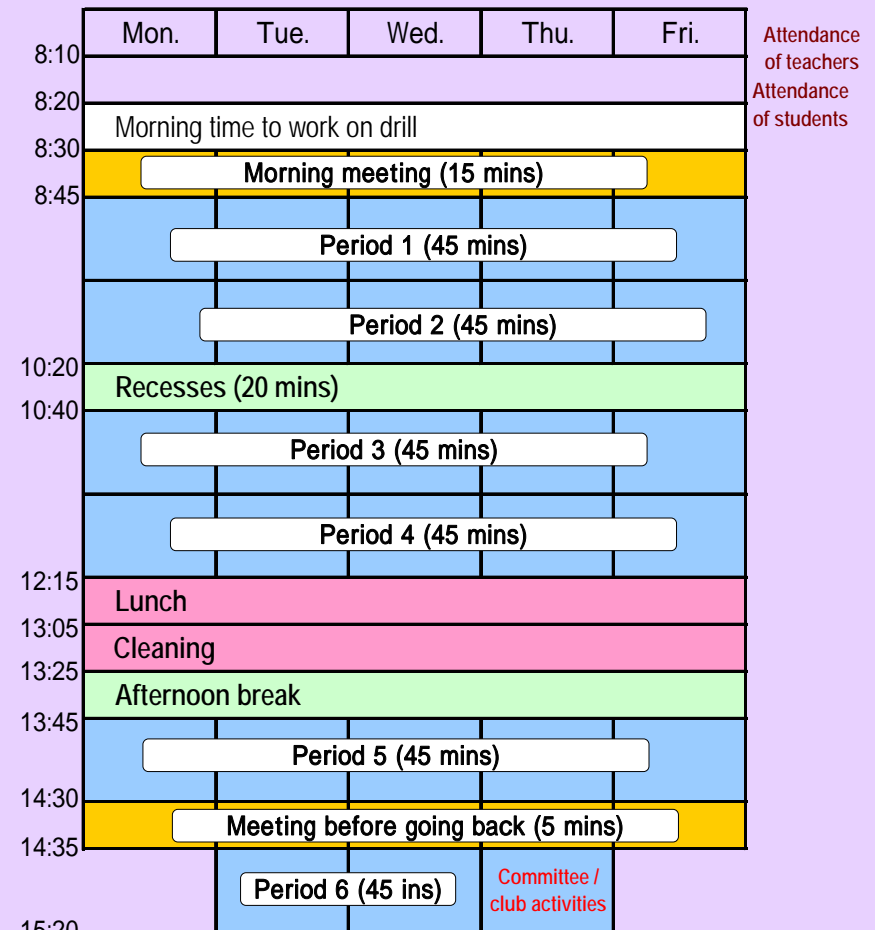 Mon. Tue. Wed. Thu. Fri.
Attendance
of teachers
8:10
Attendance
of students
8:20
Morning time to work on drill
8:30
Morning meeting (15 mins)
8:45
Period 1 (45 mins)
Period 2 (45 mins)
10:20
Recesses (20 mins)
10:40
Period 3 (45 mins)
Period 4 (45 mins)
12:15
Lunch
13:05
Cleaning
13:25
Afternoon break
13:45
Period 5 (45 mins)
14:30
Meeting before going back (5 mins)
14:35
Period 6 (45 ins)
Committee /
club activities
15:20